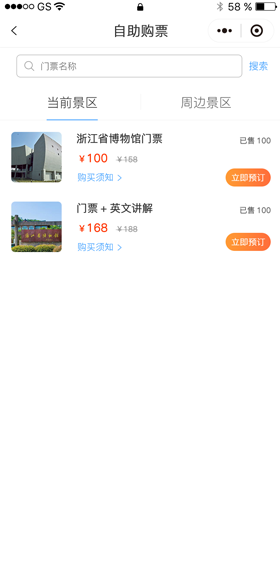 GS 58 %
自助购票
门票名称 搜索
当前景区 周边景区
浙江省博物馆门票 已售 100
￥100 ￥158
购买须知 >
立即预订
门票 + 英文讲解 已售 100
￥168 ￥188
购买须知 >
立即预订